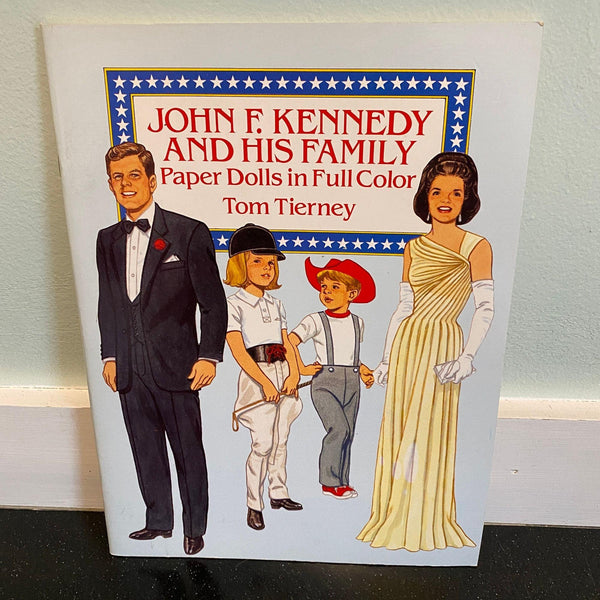 JOHN F. KENNEDY
AND HIS FAMILY
Paper Dolls in Full Color
Tom Tierney